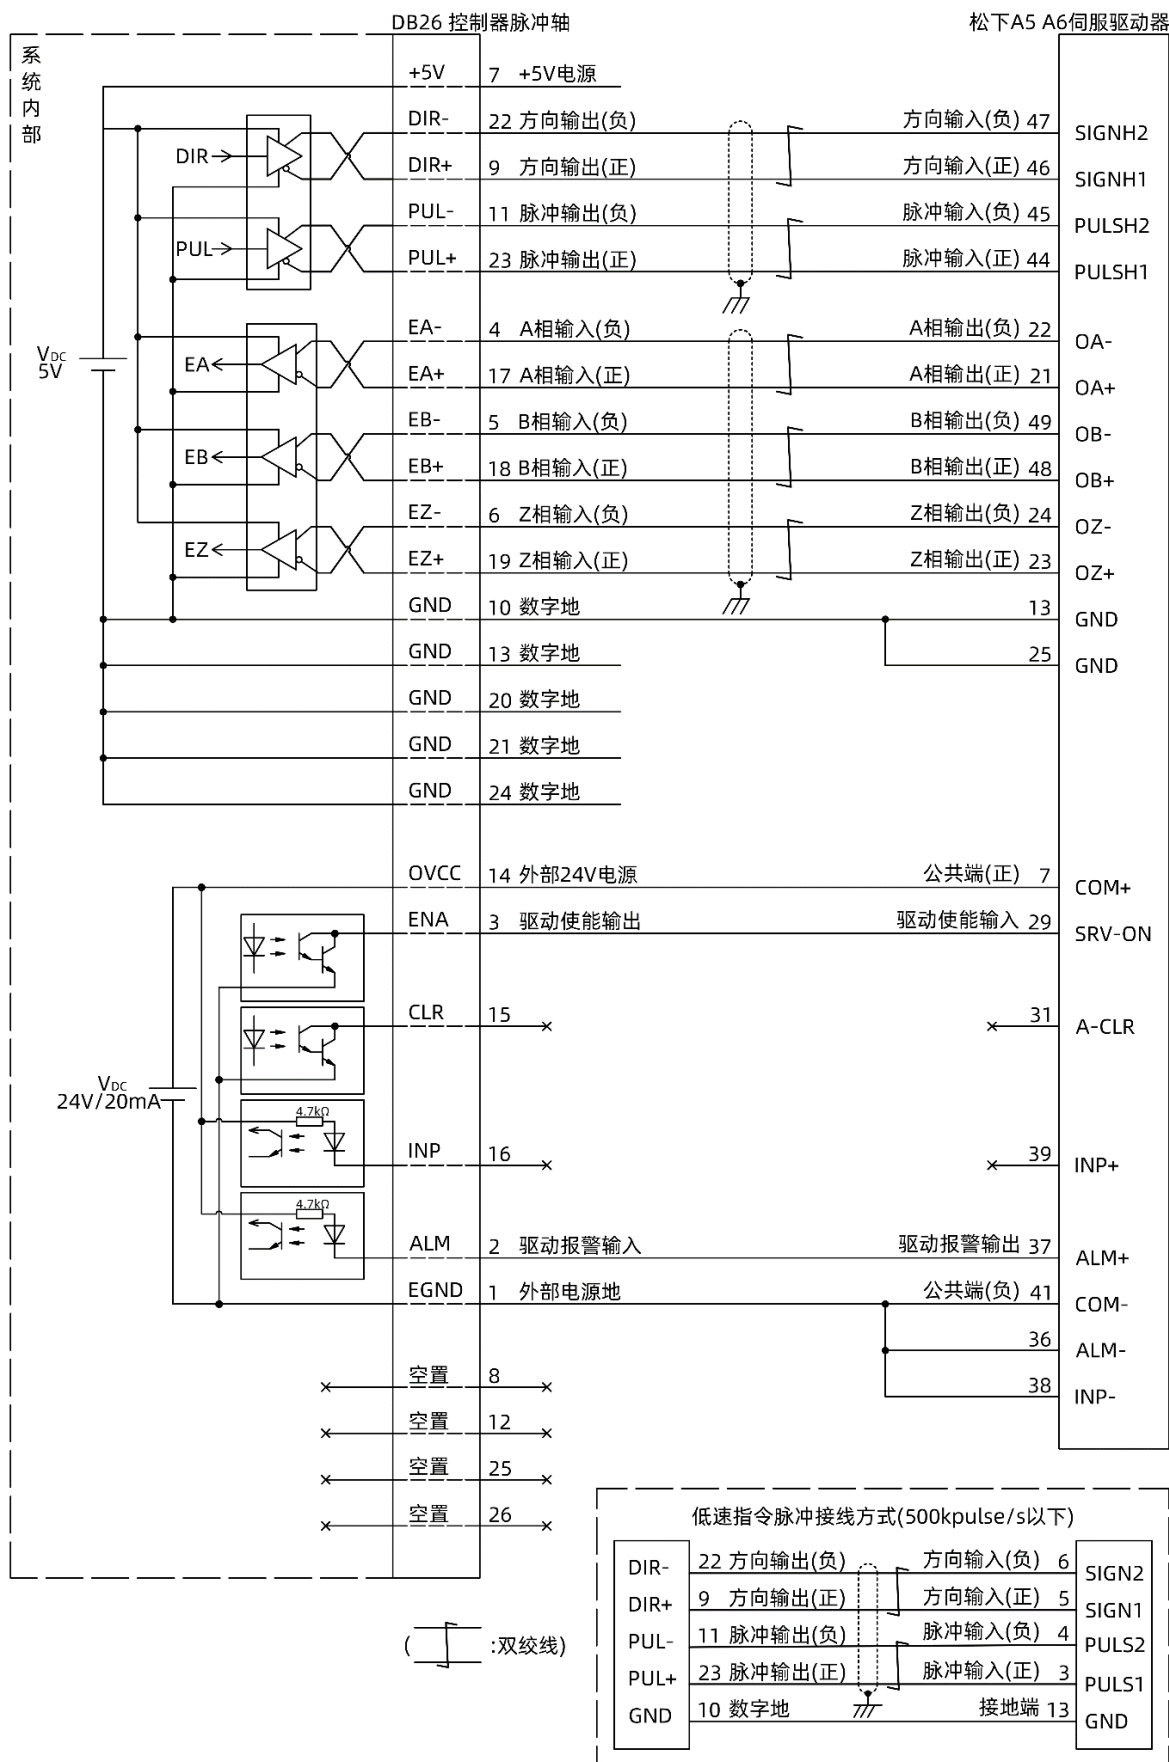 DB26 控制器脉冲轴 松下A5 A6伺服驱动器
系统内部
+5V 7 +5V电源
DIR- 22 方向输出(负) 方向输入(负) 47 SIGNH2
DIR
DIR+ 9 方向输出(正) 方向输入(正) 46 SIGNH1
PUL- 11 脉冲输出(负) 脉冲输入(负) 45 PULSH2
PUL
PUL+ 23 脉冲输出(正) 脉冲输入(正) 44 PULSH1
EA- 4 A相输入(负) A相输出(负) 22 OA-
VDC
5V
EA
EA+ 17 A相输入(正) A相输出(正) 21 OA+
EB- 5 B相输入(负) B相输出(负) 49 OB-
EB
EB+ 18 B相输入(正) B相输出(正) 48 OB+
EZ- 6 Z相输入(负) Z相输出(负) 24 OZ-
EZ
EZ+ 19 Z相输入(正) Z相输出(正) 23 OZ+
GND 10 数字地 13 GND
GND 13 数字地 25 GND
GND 20 数字地
GND 21 数字地
GND 24 数字地
OVCC 14 外部24V电源 公共端(正) 7 COM+
ENA 3 驱动使能输出 驱动使能输入 29 SRV-ON
CLR 15 31 A-CLR
VDC
24V/20mA
4.7kΩ
INP 16 39 INP+
4.7kΩ
ALM 2 驱动报警输入 驱动报警输出 37 ALM+
EGND 1 外部电源地 公共端(负) 41 COM-
36 ALM-
空置 8 38 INP-
空置 12
空置 25
空置 26
低速指令脉冲接线方式(500kpulse/s以下)
DIR- 22 方向输出(负) 方向输入(负) 6 SIGN2
DIR+ 9 方向输出(正) 方向输入(正) 5 SIGN1
PUL- 11 脉冲输出(负) 脉冲输入(负) 4 PULS2
PUL+ 23 脉冲输出(正) 脉冲输入(正) 3 PULS1
GND 10 数字地 接地端 13 GND
( :双绞线)